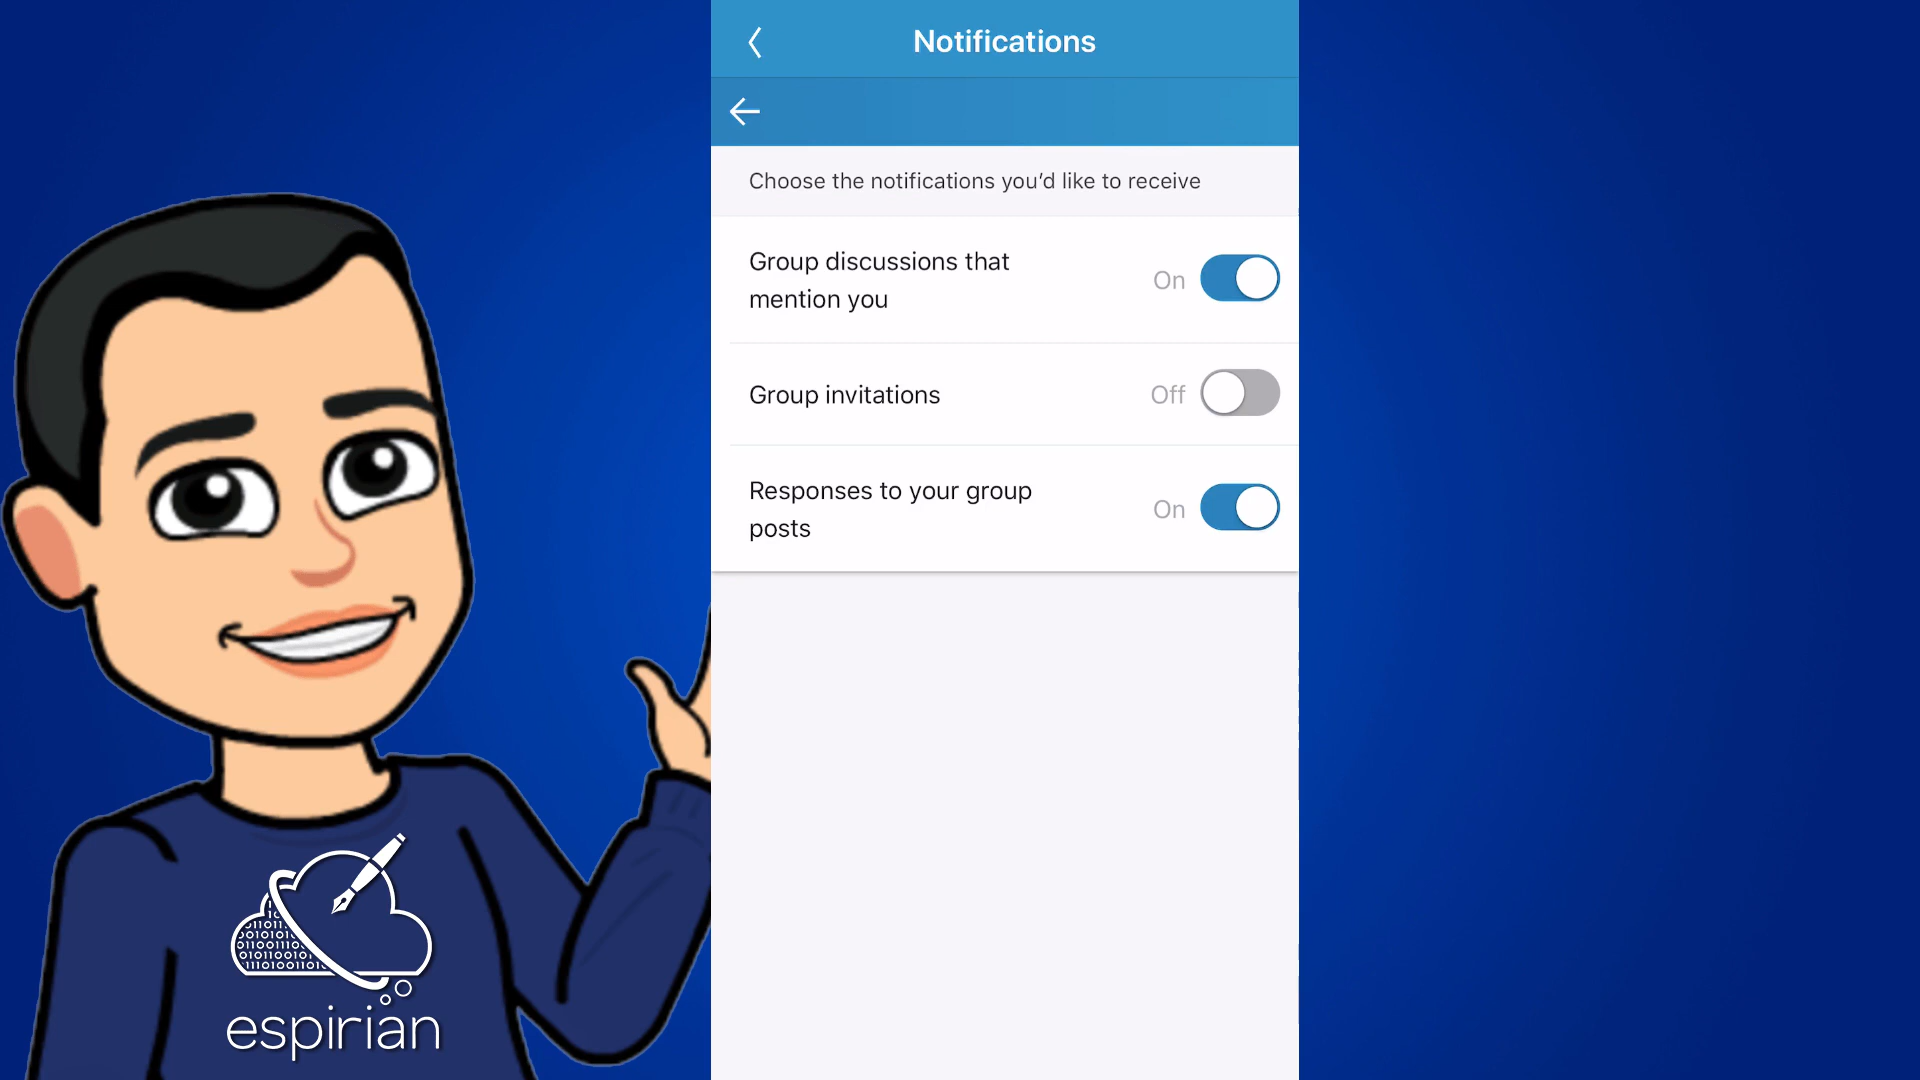 Notifications
Choose the notifications you’d like to receive
Group discussions that
mention you
On
Group invitations
Off
Responses to your group
posts
On
espirian